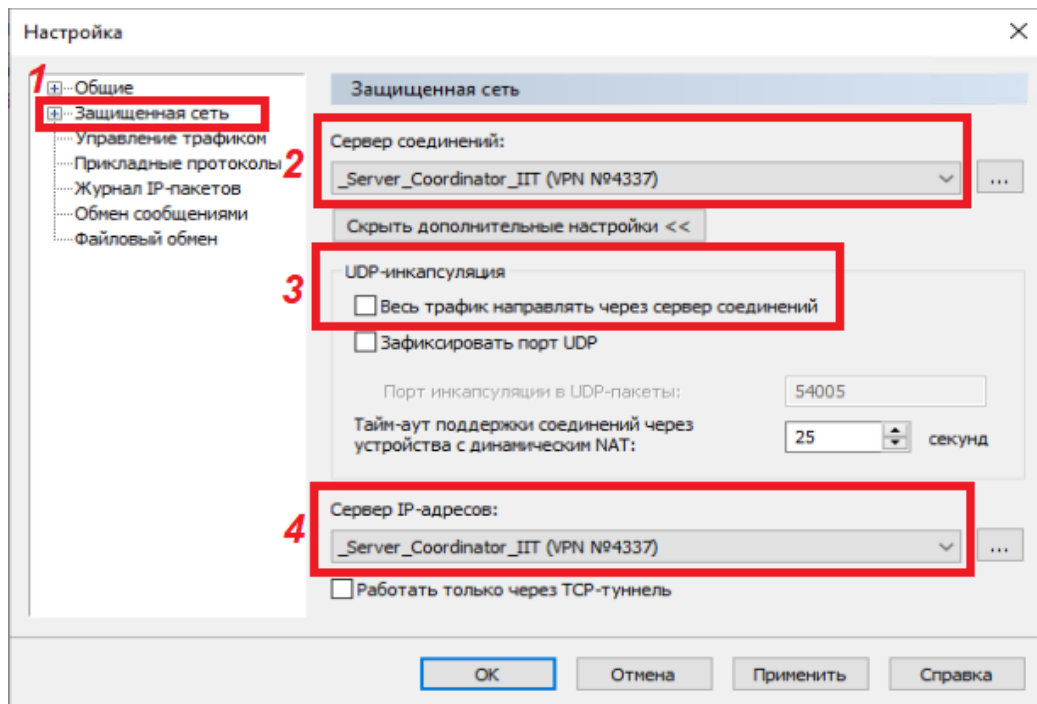 Настройка
1
Общие
Защищенная сеть
Управление трафиком
Прикладные протоколы
Журнал IP-пакетов
Обмен сообщениями
Файловый обмен
Защищенная сеть
2
Сервер соединений:
_Server_Coordinator_IIT (VPN №4337)
...
Скрыть дополнительные настройки <<
3
UDP-инкапсуляция
Весь трафик направлять через сервер соединений
Зафиксировать порт UDP
Порт инкапсуляции в UDP-пакеты:
54005
Тайм-аут поддержки соединений через
устройства с динамическим NAT:
25
секунд
4
Сервер IP-адресов:
_Server_Coordinator_IIT (VPN №4337)
...
Работать только через TCP-туннель
ОК
Отмена
Применить
Справка